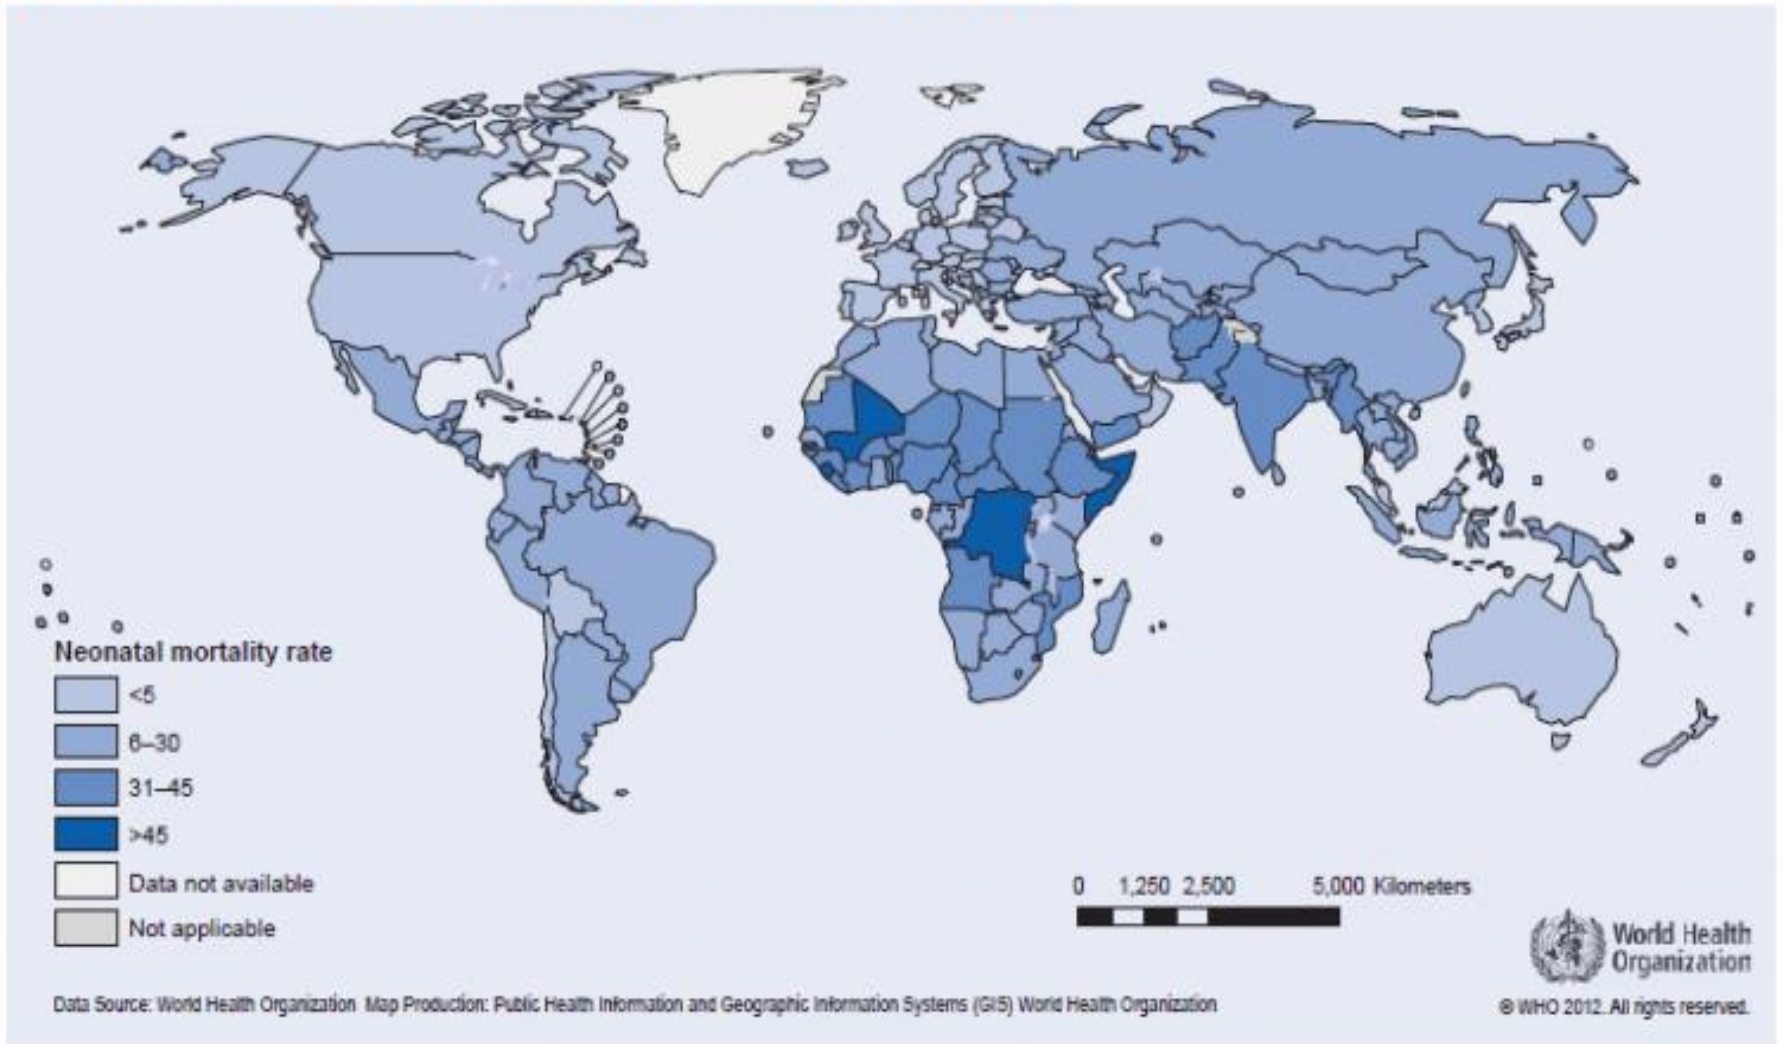 Neonatal mortality rate
<5
6–30
31–45
>45
Data not available
Not applicable
0 1,250 2,500 5,000 Kilometers
World Health
Organization
Data Source: World Health Organization Map Production: Public Health Information and Geographic Information Systems (GIS) World Health Organization
© WHO 2012. All rights reserved.